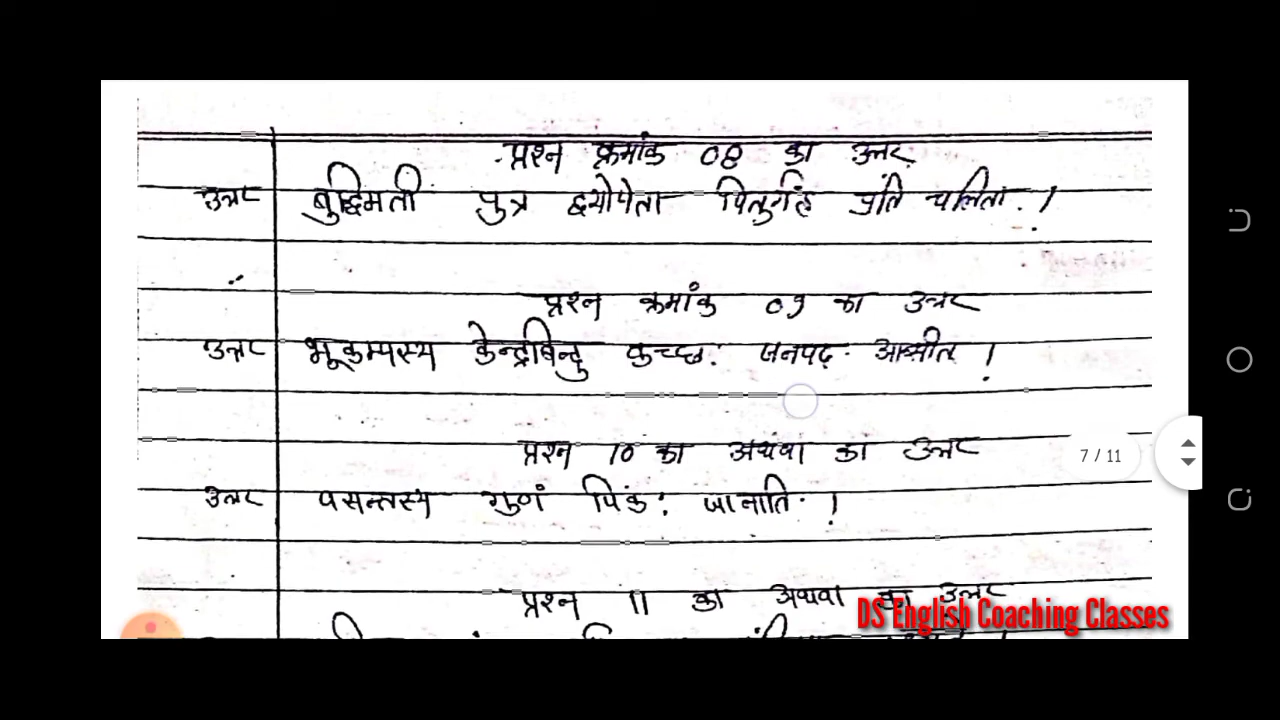 प्रश्न क्रमांक 08 का उत्तर
उत्तर बुद्धिमती पुत्र द्वयोपेता पितुर्गृहं प्रति चलिता।
प्रश्न क्रमांक 09 का उत्तर
उत्तर भूकम्पस्य केन्द्रबिन्दु कच्छः जनपदः आसीत।
प्रश्न 10 का अथवा का उत्तर
7 / 11
उत्तर वसन्तस्य गुणं पिकः जानाति।
प्रश्न 11 का अथवा का उत्तर
DS English Coaching Classes